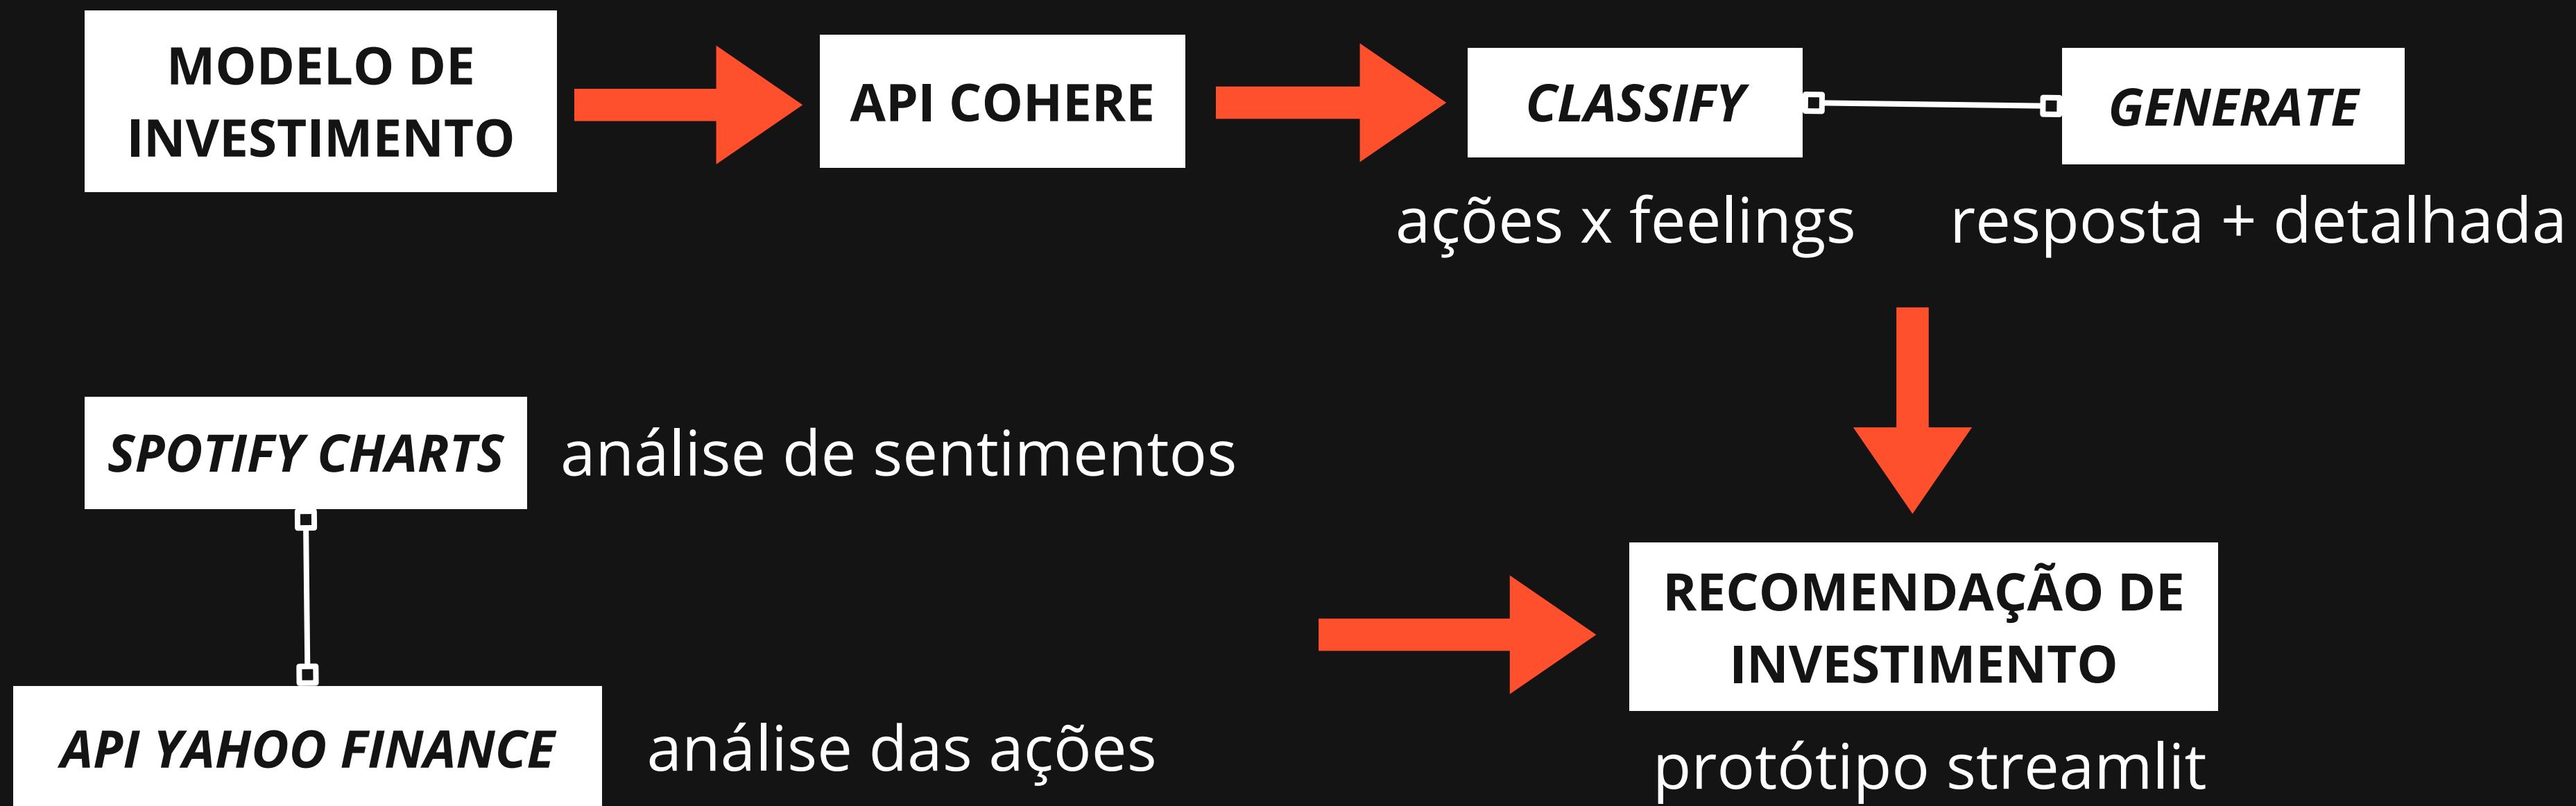 MODELO DE
INVESTIMENTO
API COHERE
CLASSIFY
GENERATE
ações x feelings
resposta + detalhada
SPOTIFY CHARTS
análise de sentimentos
RECOMENDAÇÃO DE
INVESTIMENTO
API YAHOO FINANCE
análise das ações
protótipo streamlit